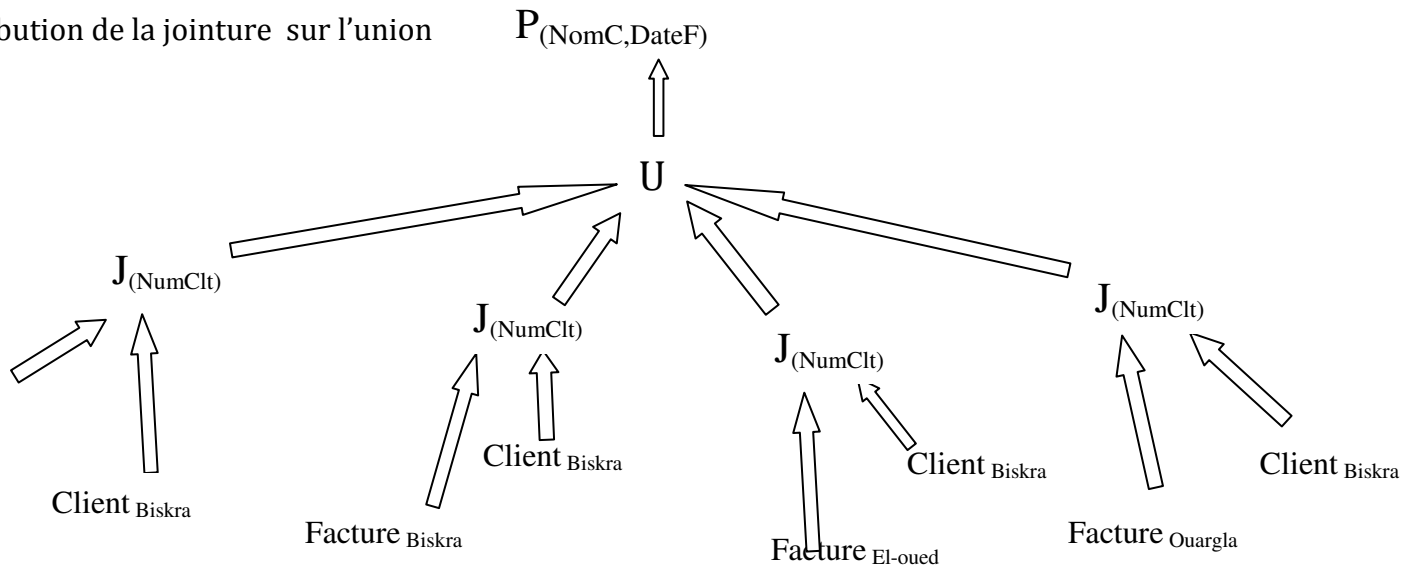 bution de la jointure sur l’union
P(NomC,DateF)
U
J(NumClt)
J(NumClt)
J(NumClt)
J(NumClt)
Client Biskra
Client Biskra
Client Biskra
Client Biskra
Facture Biskra
Facture El-oued
Facture Ouargla